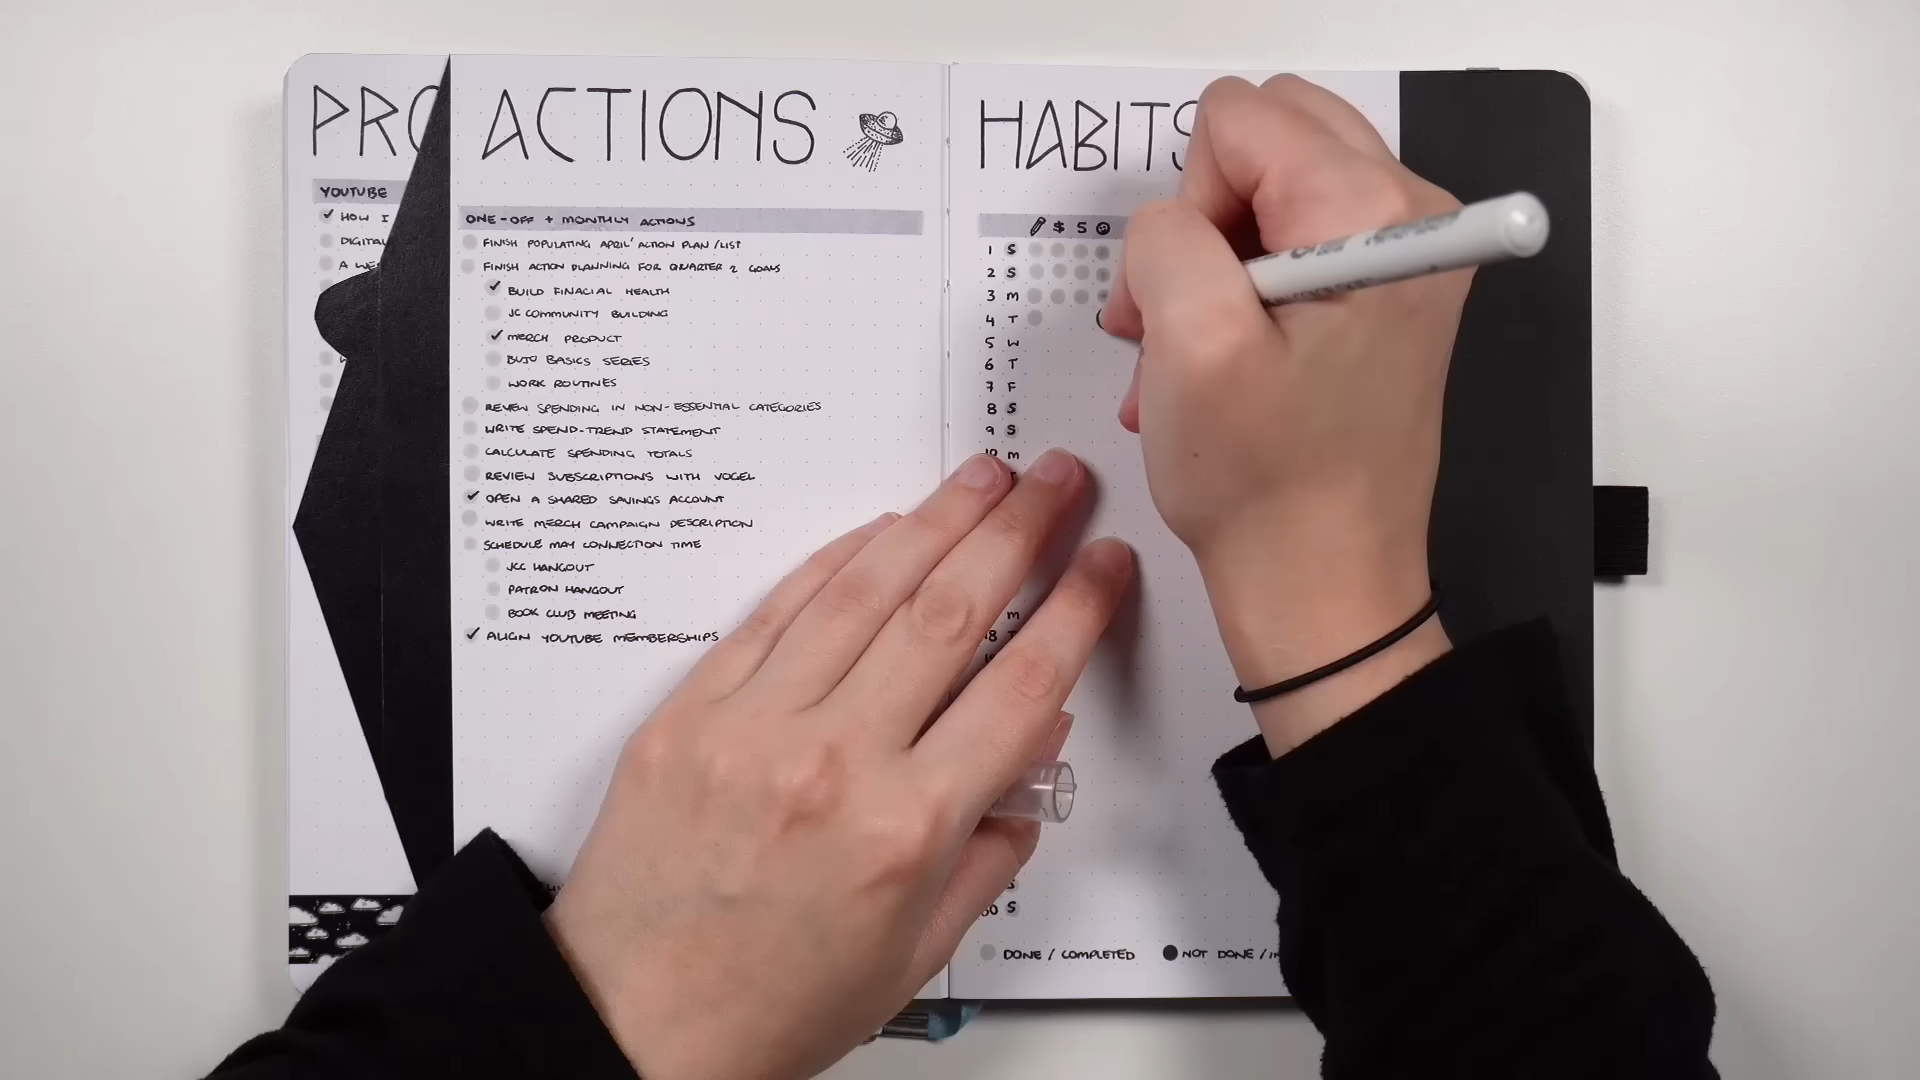 ACTIONS
YOUTUBE
✓ HOW I
DIGITAL
A WE
ONE-OFF + MONTHLY ACTIONS
FINISH POPULATING APRIL' ACTION PLAN / LIST
FINISH ACTION PLANNING FOR QUARTER 2 GOALS
✓ BUILD FINACIAL HEALTH
JC COMMUNITY BUILDING
✓ MERCH PRODUCT
BUJO BASICS SERIES
WORK ROUTINES
REVIEW SPENDING IN NON-ESSENTIAL CATEGORIES
WRITE SPEND-TREND STATEMENT
CALCULATE SPENDING TOTALS
REVIEW SUBSCRIPTIONS WITH VOGEL
✓ OPEN A SHARED SAVINGS ACCOUNT
WRITE MERCH CAMPAIGN DESCRIPTION
SCHEDULE MAY CONNECTION TIME
JCC HANGOUT
PATRON HANGOUT
BOOK CLUB MEETING
✓ ALIGN YOUTUBE MEMBERSHIPS
HABITS
$ 5
1 S
2 S
3 M
4 T
5 W
6 T
7 F
8 S
9 S
10 M
T
M
18 T
S
30 S
DONE / COMPLETED
NOT DONE /